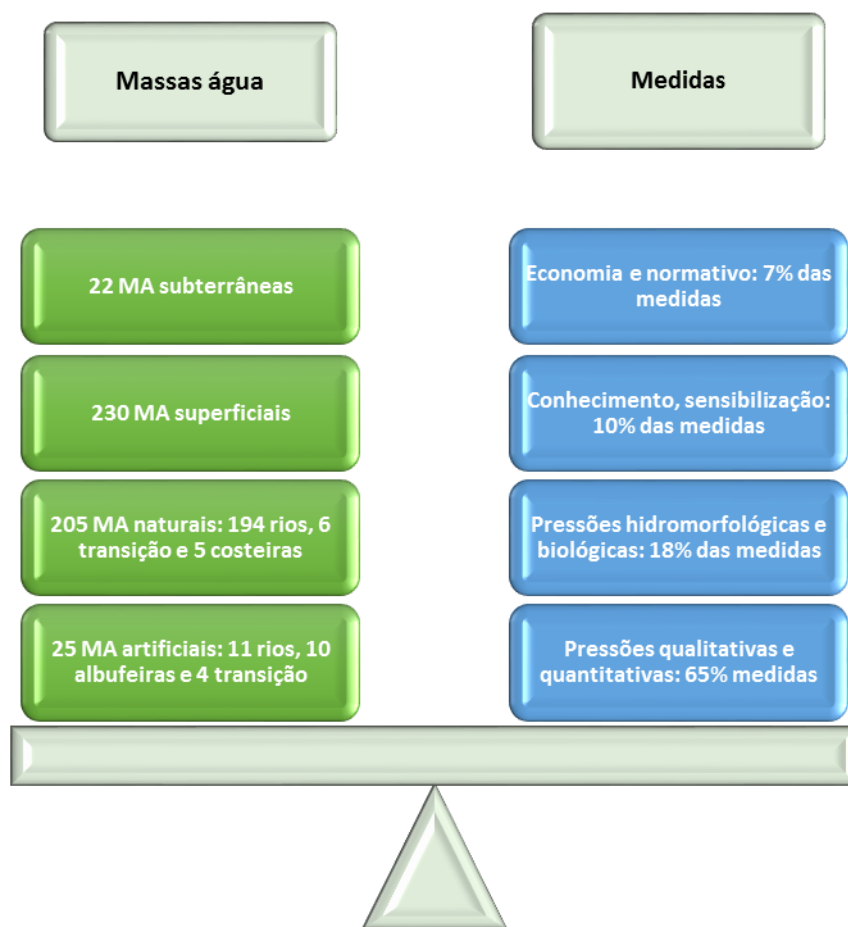 Massas água
Medidas
22 MA subterrâneas
230 MA superficiais
205 MA naturais: 194 rios, 6
transição e 5 costeiras
25 MA artificiais: 11 rios, 10
albufeiras e 4 transição
Economia e normativo: 7% das
medidas
Conhecimento, sensibilização:
10% das medidas
Pressões hidromorfológicas e
biológicas: 18% das medidas
Pressões qualitativas e
quantitativas: 65% medidas